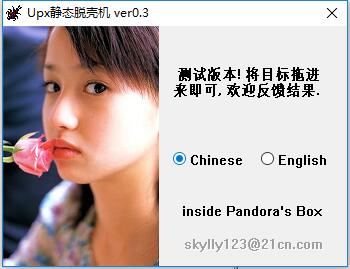 Upx静态脱壳机 ver0.3
测试版本! 将目标拖进
来即可, 欢迎反馈结果.
Chinese English
inside Pandora's Box
skylly123@21cn.com